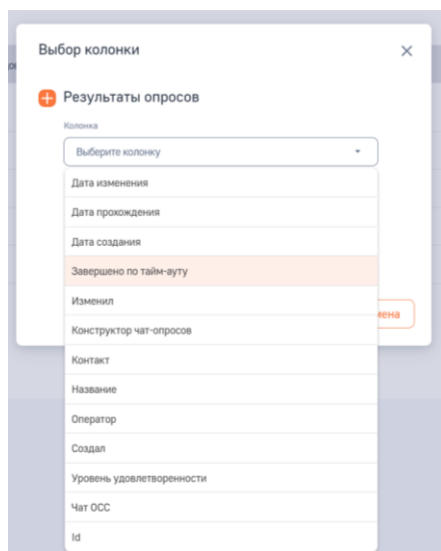 Выбор колонки
Результаты опросов
Колонка
Выберите колонку
Дата изменения
Дата прохождения
Дата создания
Завершено по тайм-ауту
Изменил
Конструктор чат-опросов
Контакт
Название
Оператор
Создал
Уровень удовлетворенности
Чат ОСС
Id